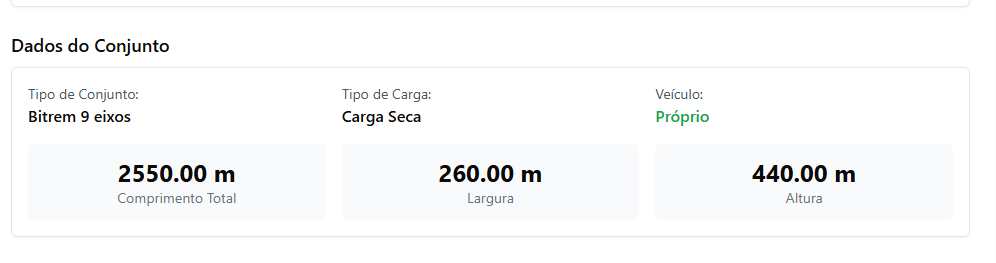 Dados do Conjunto
Tipo de Conjunto:
Bitrem 9 eixos
Tipo de Carga:
Carga Seca
Veículo:
Próprio
2550.00 m
Comprimento Total
260.00 m
Largura
440.00 m
Altura